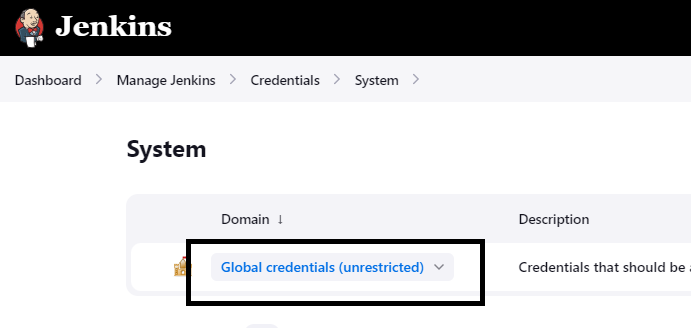 Jenkins
Dashboard > Manage Jenkins > Credentials > System >
System
Domain ↓ Description
Global credentials (unrestricted) Credentials that should be